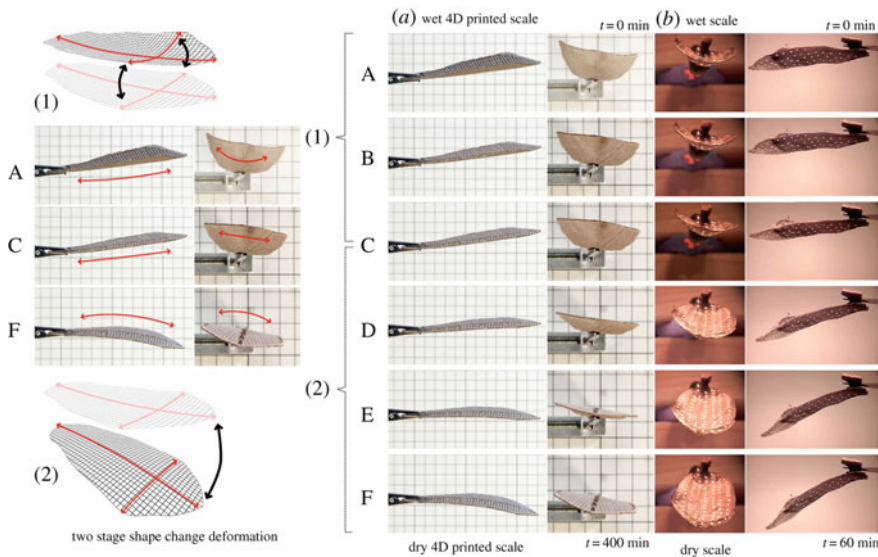 (a) wet 4D printed scale t = 0 min (b) wet scale t = 0 min
(1)
A
C
F
(2)
two stage shape change deformation
(1)
(2)
A
B
C
D
E
F
dry 4D printed scale t = 400 min dry scale t = 60 min